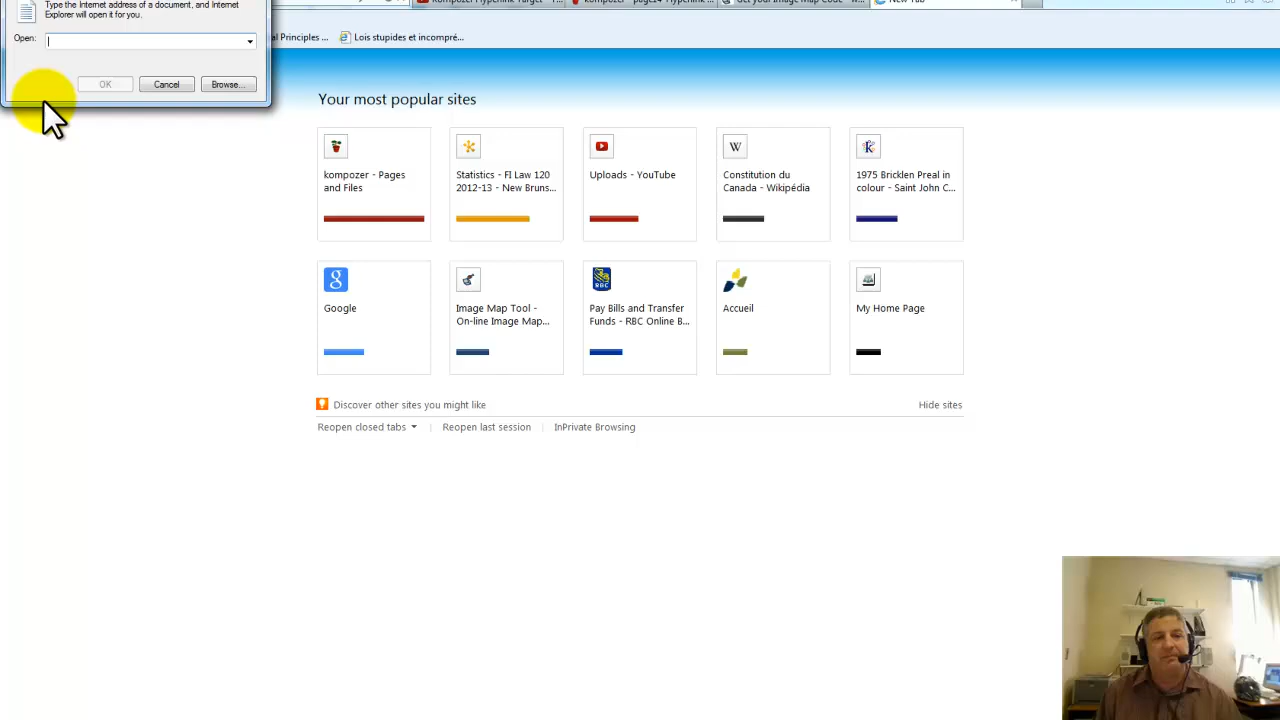 Type the Internet address of a document, and Internet
Explorer will open it for you.
Open:
OK
Cancel
Browse...
al Principles ...
Lois stupides et incompré...
Your most popular sites
kompozer - Pages
and Files
Statistics - FI Law 120
2012-13 - New Bruns...
Uploads - YouTube
W
Constitution du
Canada - Wikipédia
1975 Bricklen Preal in
colour - Saint John C...
g
Google
Image Map Tool -
On-line Image Map...
RBC
Pay Bills and Transfer
Funds - RBC Online B...
Accueil
My Home Page
Discover other sites you might like
Hide sites
Reopen closed tabs
Reopen last session
InPrivate Browsing